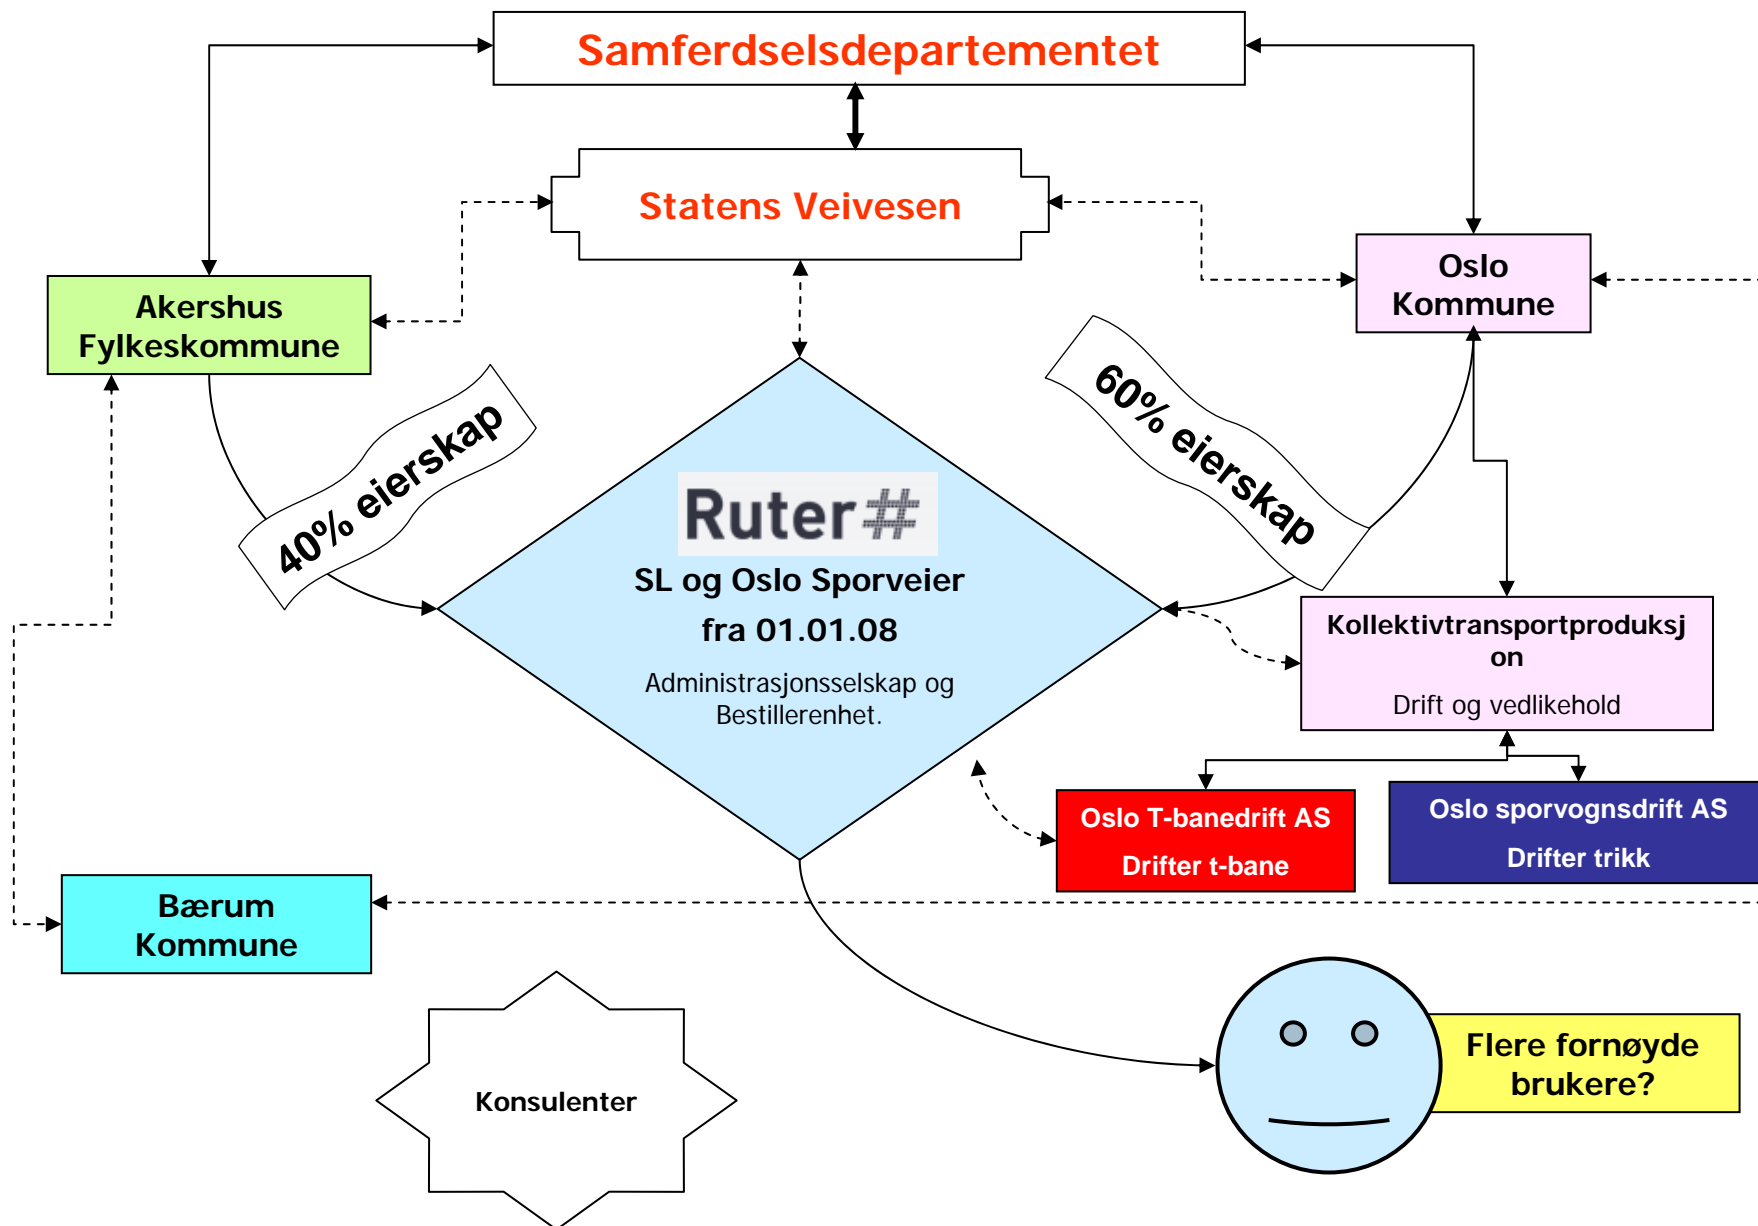 Samferdselsdepartementet
Statens Veivesen
Oslo
Kommune
Akershus
Fylkeskommune
40% eierskap
60% eierskap
Ruter#
SL og Oslo Sporveier
fra 01.01.08
Administrasjonsselskap og
Bestillerenhet.
Kollektivtransportproduksj
on
Drift og vedlikehold
Oslo T-banedrift AS
Drifter t-bane
Oslo sporvognsdrift AS
Drifter trikk
Bærum
Kommune
Konsulenter
Flere fornøyde
brukere?